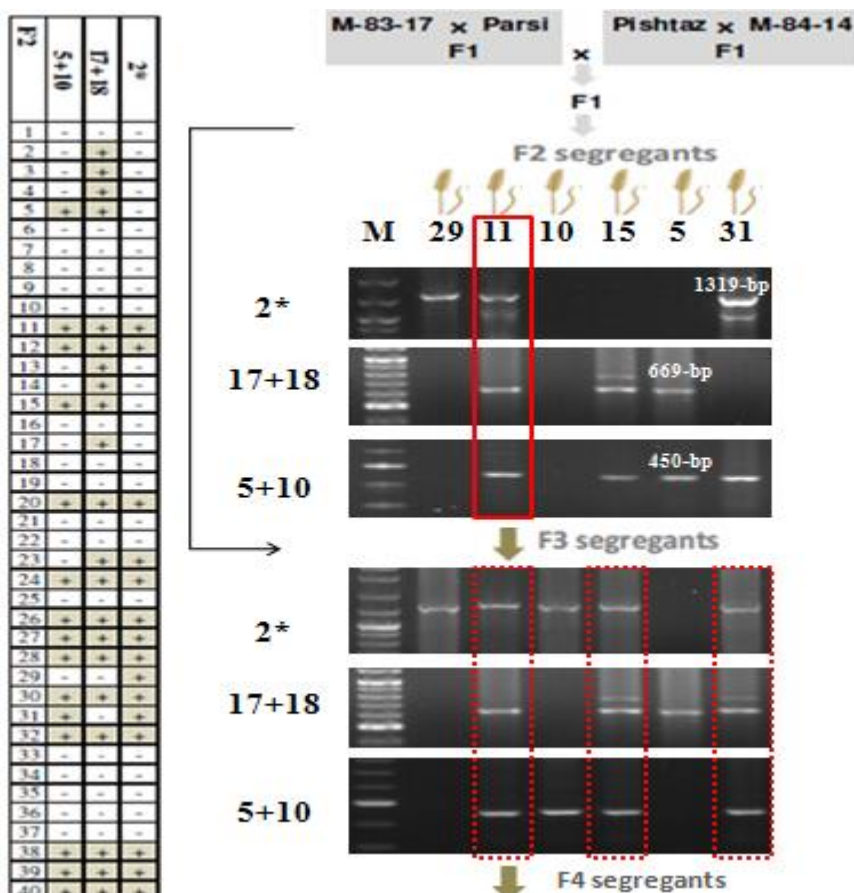 F2 5+10 17+18 2*
1 - - -
2 - + -
3 - + -
4 - + -
5 + + -
6 - - -
7 - - -
8 - - -
9 - - -
10 - - -
11 + + +
12 + + +
13 - + -
14 - + -
15 + + -
16 - - -
17 - + -
18 - - -
19 - - -
20 + + +
21 - - -
22 - - -
23 - + +
24 + + +
25 - - -
26 + + +
27 + + +
28 + + +
29 - - +
30 + + +
31 + - +
32 + + +
33 - - -
34 - - -
35 - - -
36 - - -
37 - - -
38 + + +
39 + + +
40 + + +
M-83-17 x Parsi
F1
x
Pishtaz x M-84-14
F1
F1
F2 segregants
M 29 11 10 15 5 31
2* 1319-bp
17+18 669-bp
5+10 450-bp
F3 segregants
2*
17+18
5+10
F4 segregants